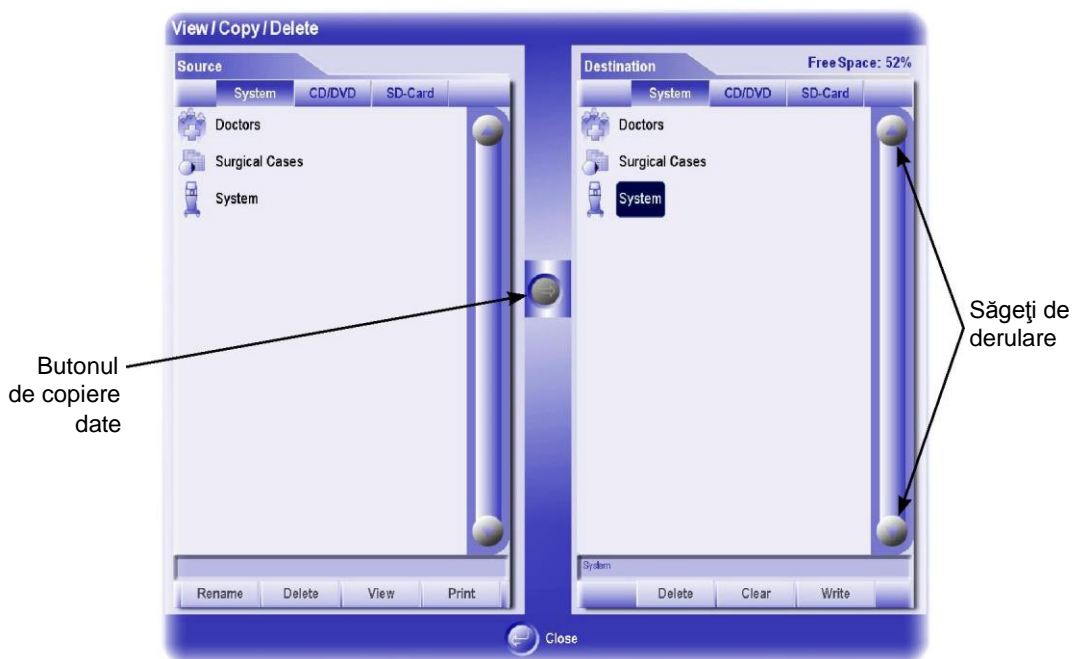 View / Copy / Delete
Source
System CD/DVD SD-Card
Doctors
Surgical Cases
System
Rename Delete View Print
Destination Free Space: 52%
System CD/DVD SD-Card
Doctors
Surgical Cases
System
System
Delete Clear Write
Close
Butonul
de copiere
date
Săgeţi de
derulare